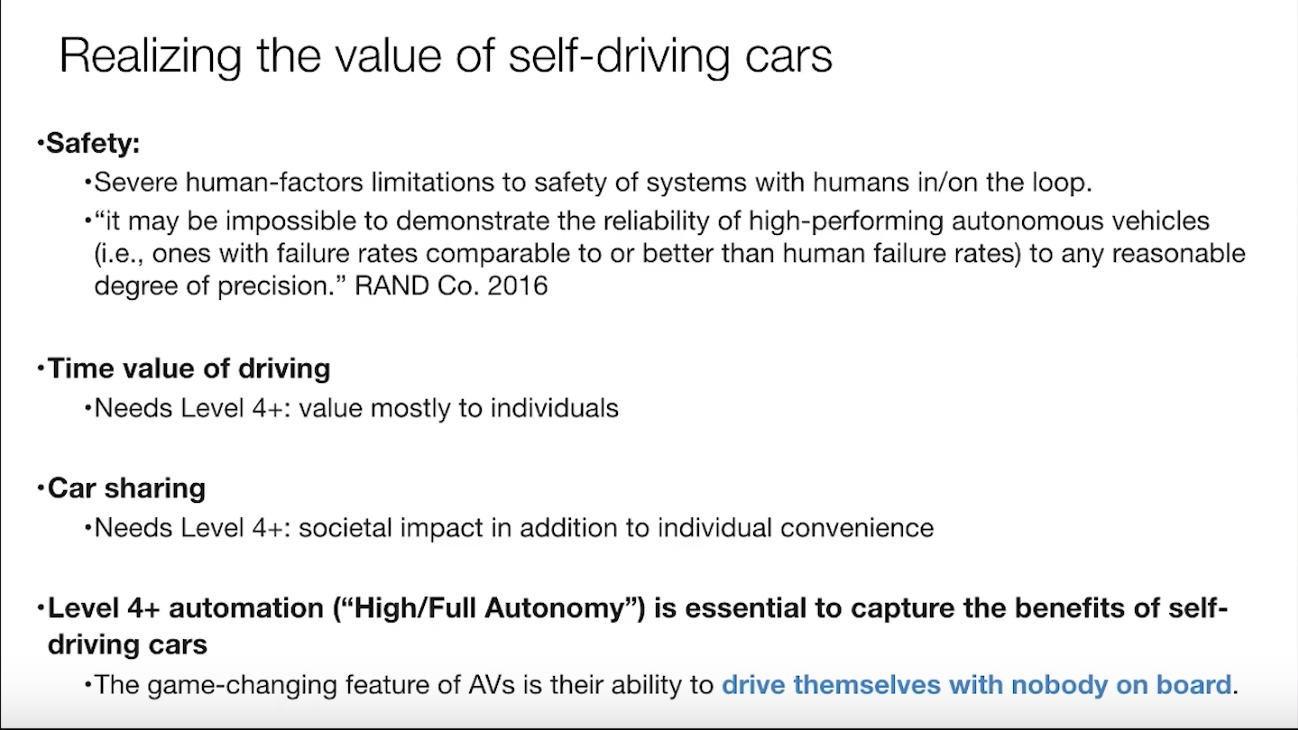 Realizing the value of self-driving cars
•Safety:
•Severe human-factors limitations to safety of systems with humans in/on the loop.
•“it may be impossible to demonstrate the reliability of high-performing autonomous vehicles
(i.e., ones with failure rates comparable to or better than human failure rates) to any reasonable
degree of precision.” RAND Co. 2016
•Time value of driving
•Needs Level 4+: value mostly to individuals
•Car sharing
•Needs Level 4+: societal impact in addition to individual convenience
•Level 4+ automation (“High/Full Autonomy”) is essential to capture the benefits of self-
driving cars
•The game-changing feature of AVs is their ability to drive themselves with nobody on board.